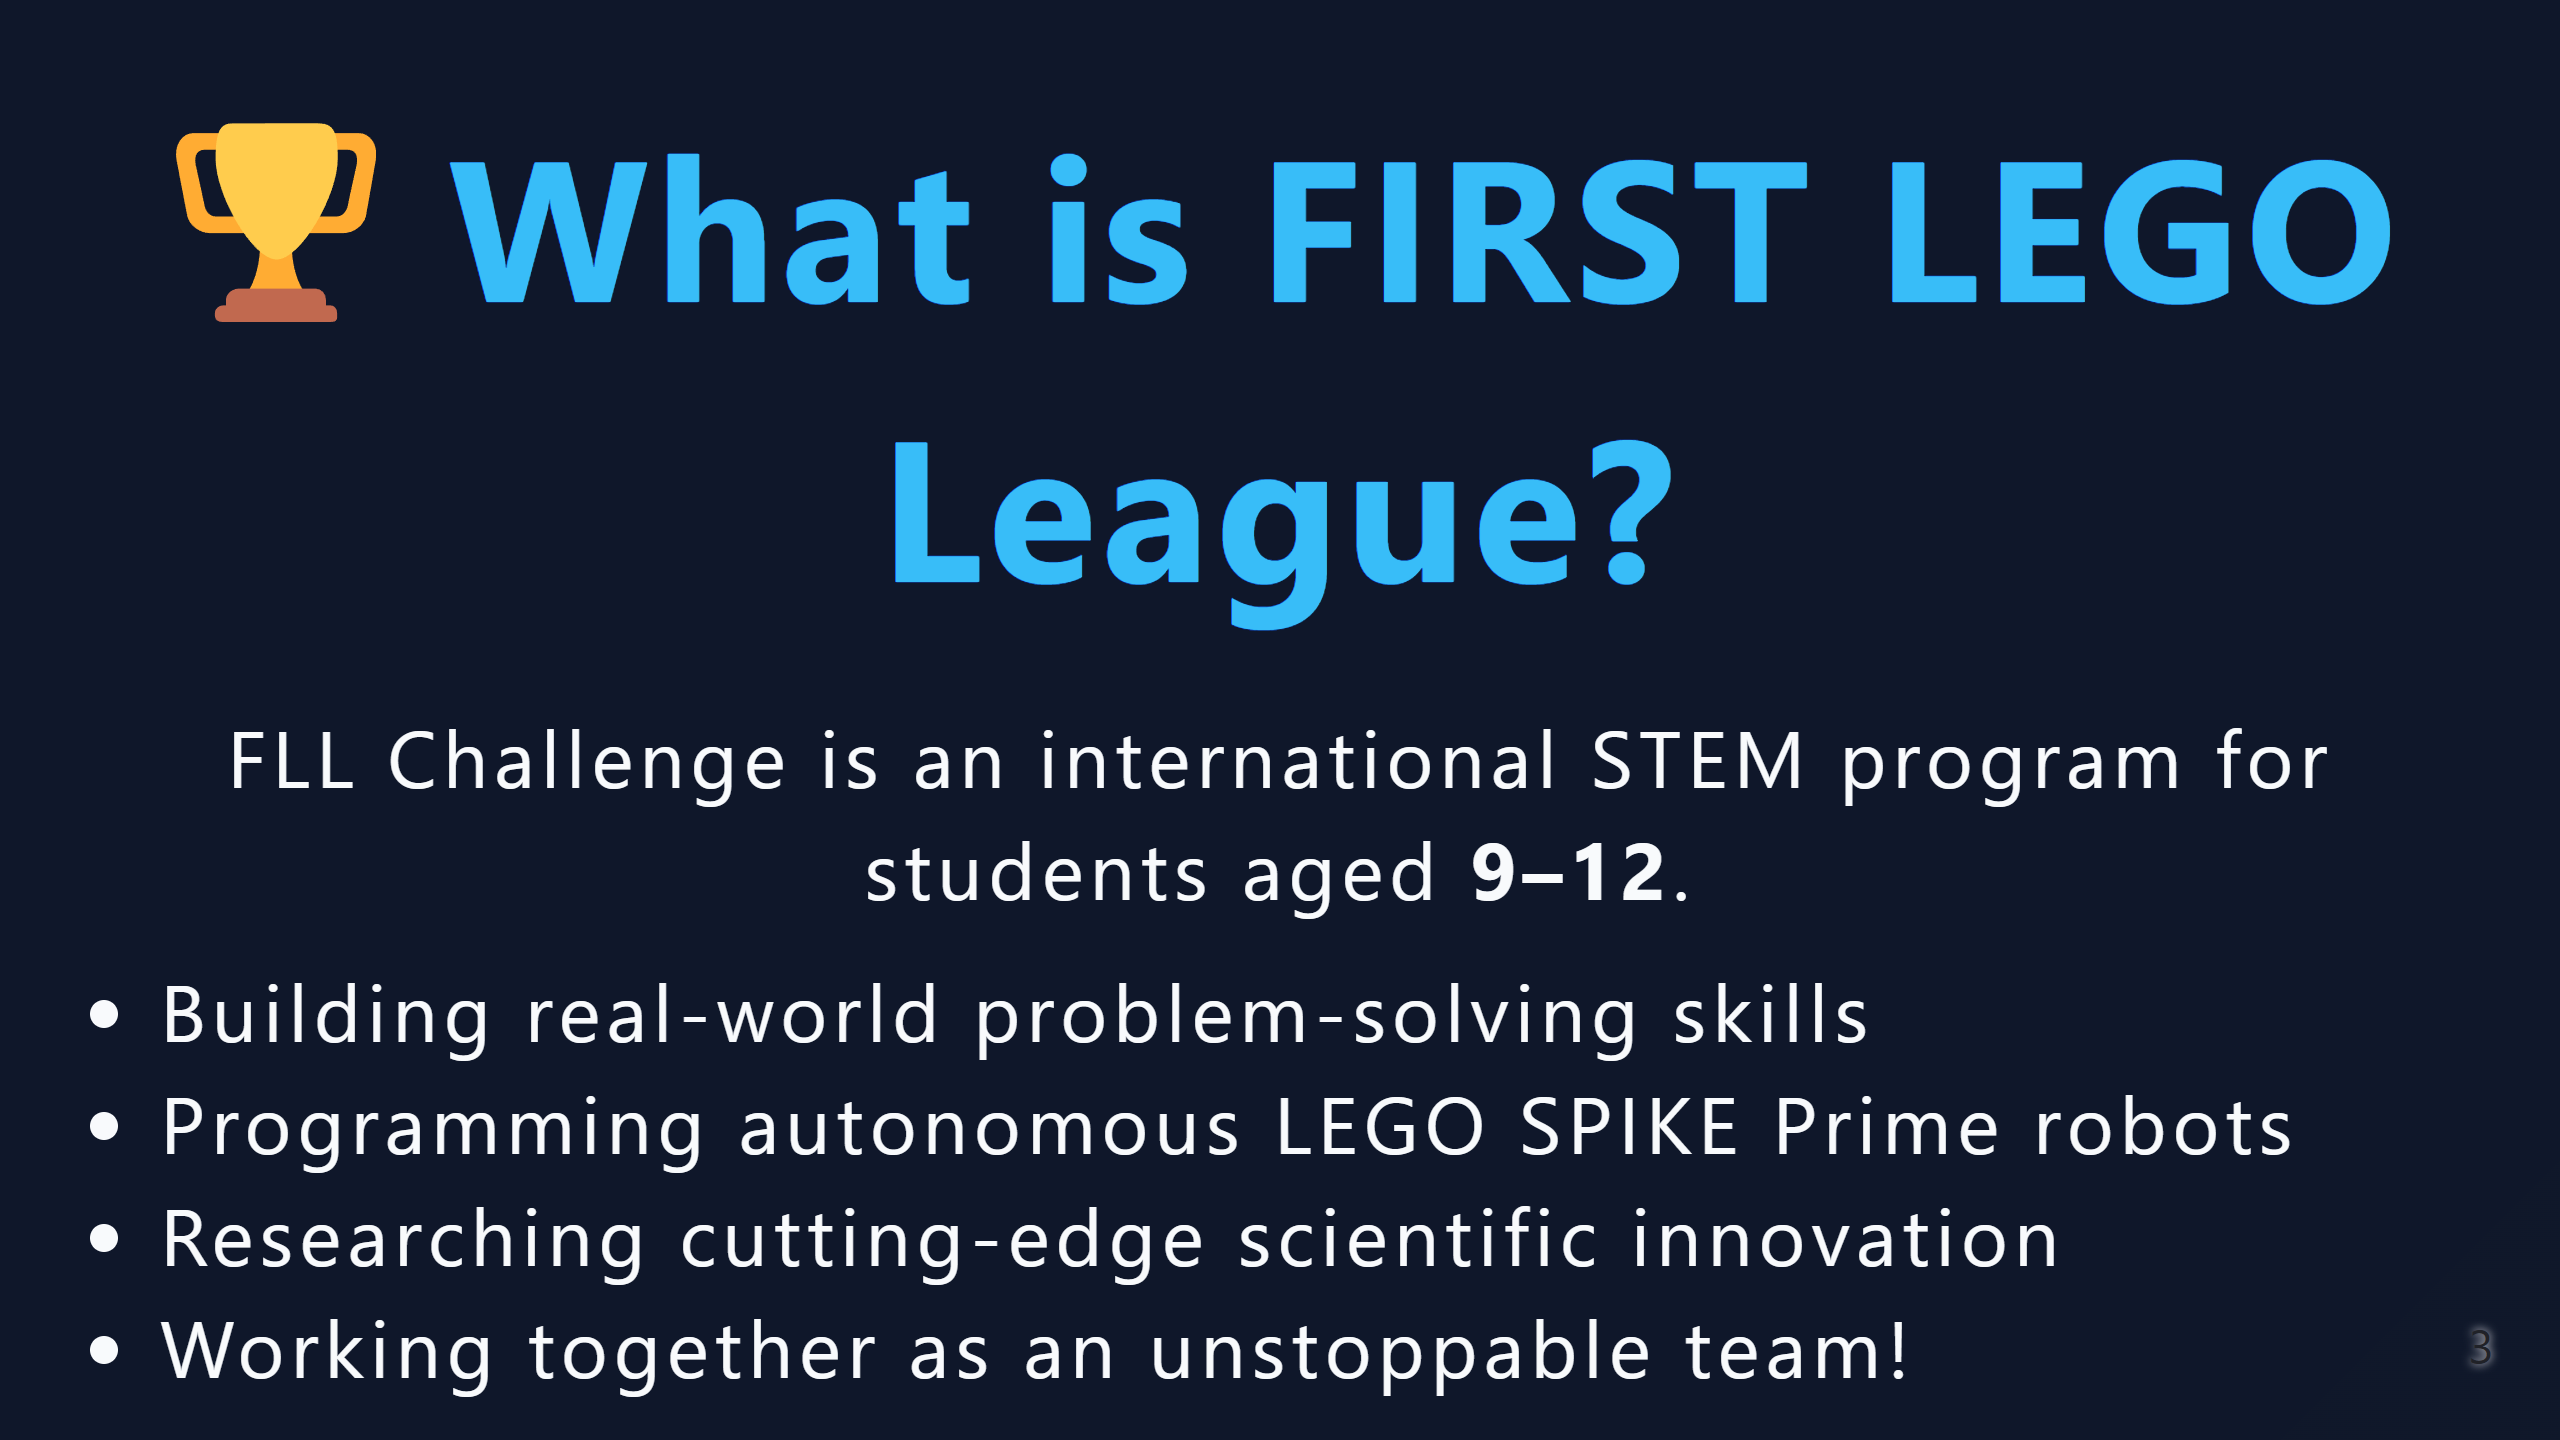 🏆 What is FIRST LEGO
League?
FLL Challenge is an international STEM program for
students aged 9–12.
• Building real-world problem-solving skills
• Programming autonomous LEGO SPIKE Prime robots
• Researching cutting-edge scientific innovation
• Working together as an unstoppable team!
3